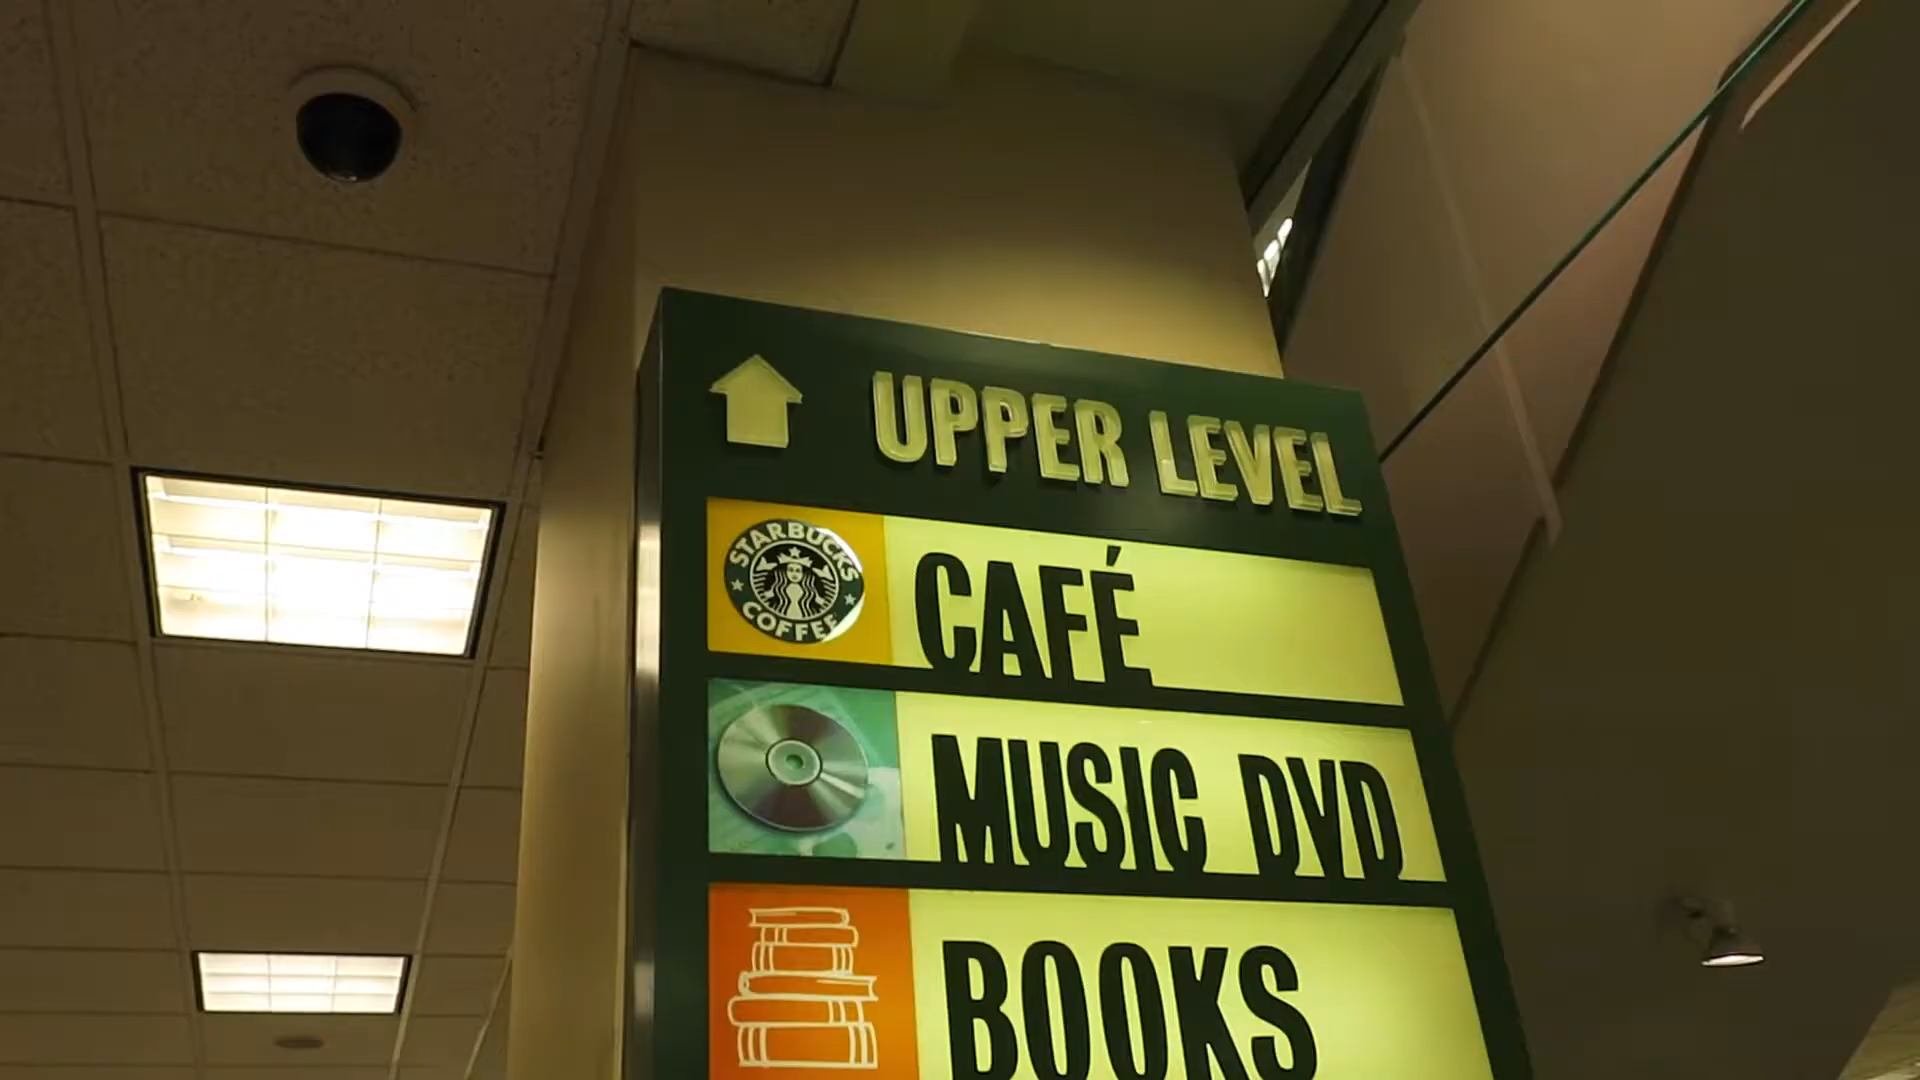 UPPER LEVEL
STARBUCKS
COFFEE
CAFÉ
MUSIC DVD
BOOKS